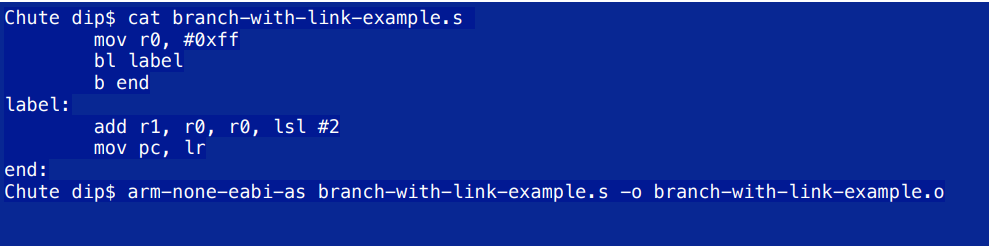 Chute dip$ cat branch-with-link-example.s
        mov r0, #0xff
        bl label
        b end
label:
        add r1, r0, r0, lsl #2
        mov pc, lr
end:
Chute dip$ arm-none-eabi-as branch-with-link-example.s -o branch-with-link-example.o